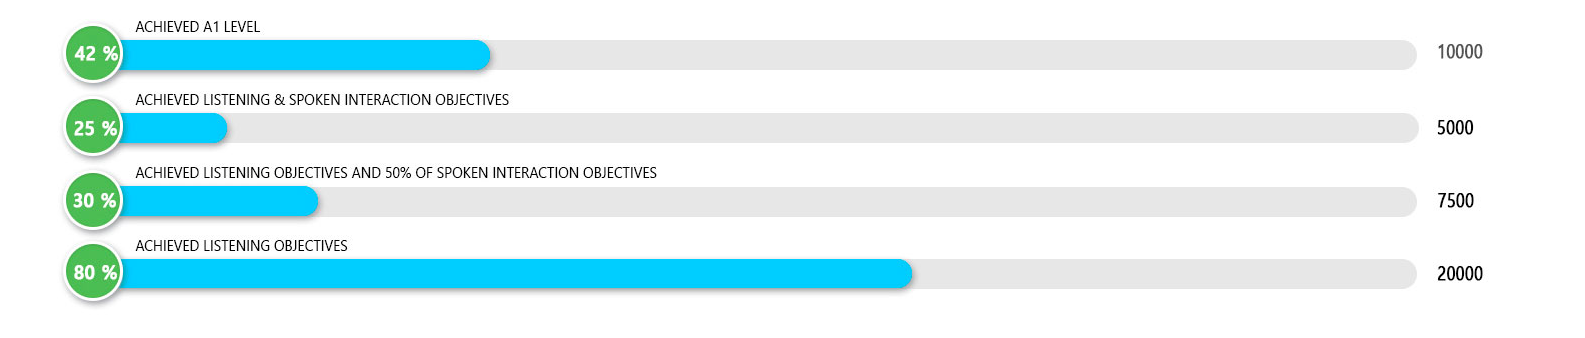 ACHIEVED A1 LEVEL
42 %
10000
ACHIEVED LISTENING & SPOKEN INTERACTION OBJECTIVES
25 %
5000
ACHIEVED LISTENING OBJECTIVES AND 50% OF SPOKEN INTERACTION OBJECTIVES
30 %
7500
ACHIEVED LISTENING OBJECTIVES
80 %
20000